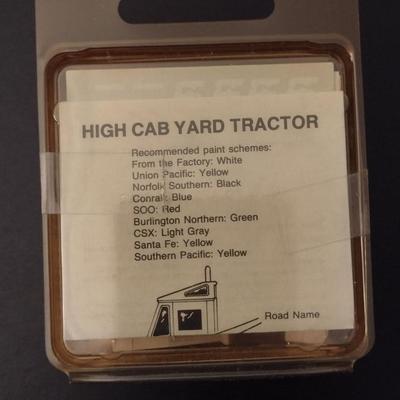 HIGH CAB YARD TRACTOR
Recommended paint schemes:
From the Factory: White
Union Pacific: Yellow
Norfolk Southern: Black
Conrail: Blue
SOO: Red
Burlington Northern: Green
CSX: Light Gray
Santa Fe: Yellow
Southern Pacific: Yellow
Road Name